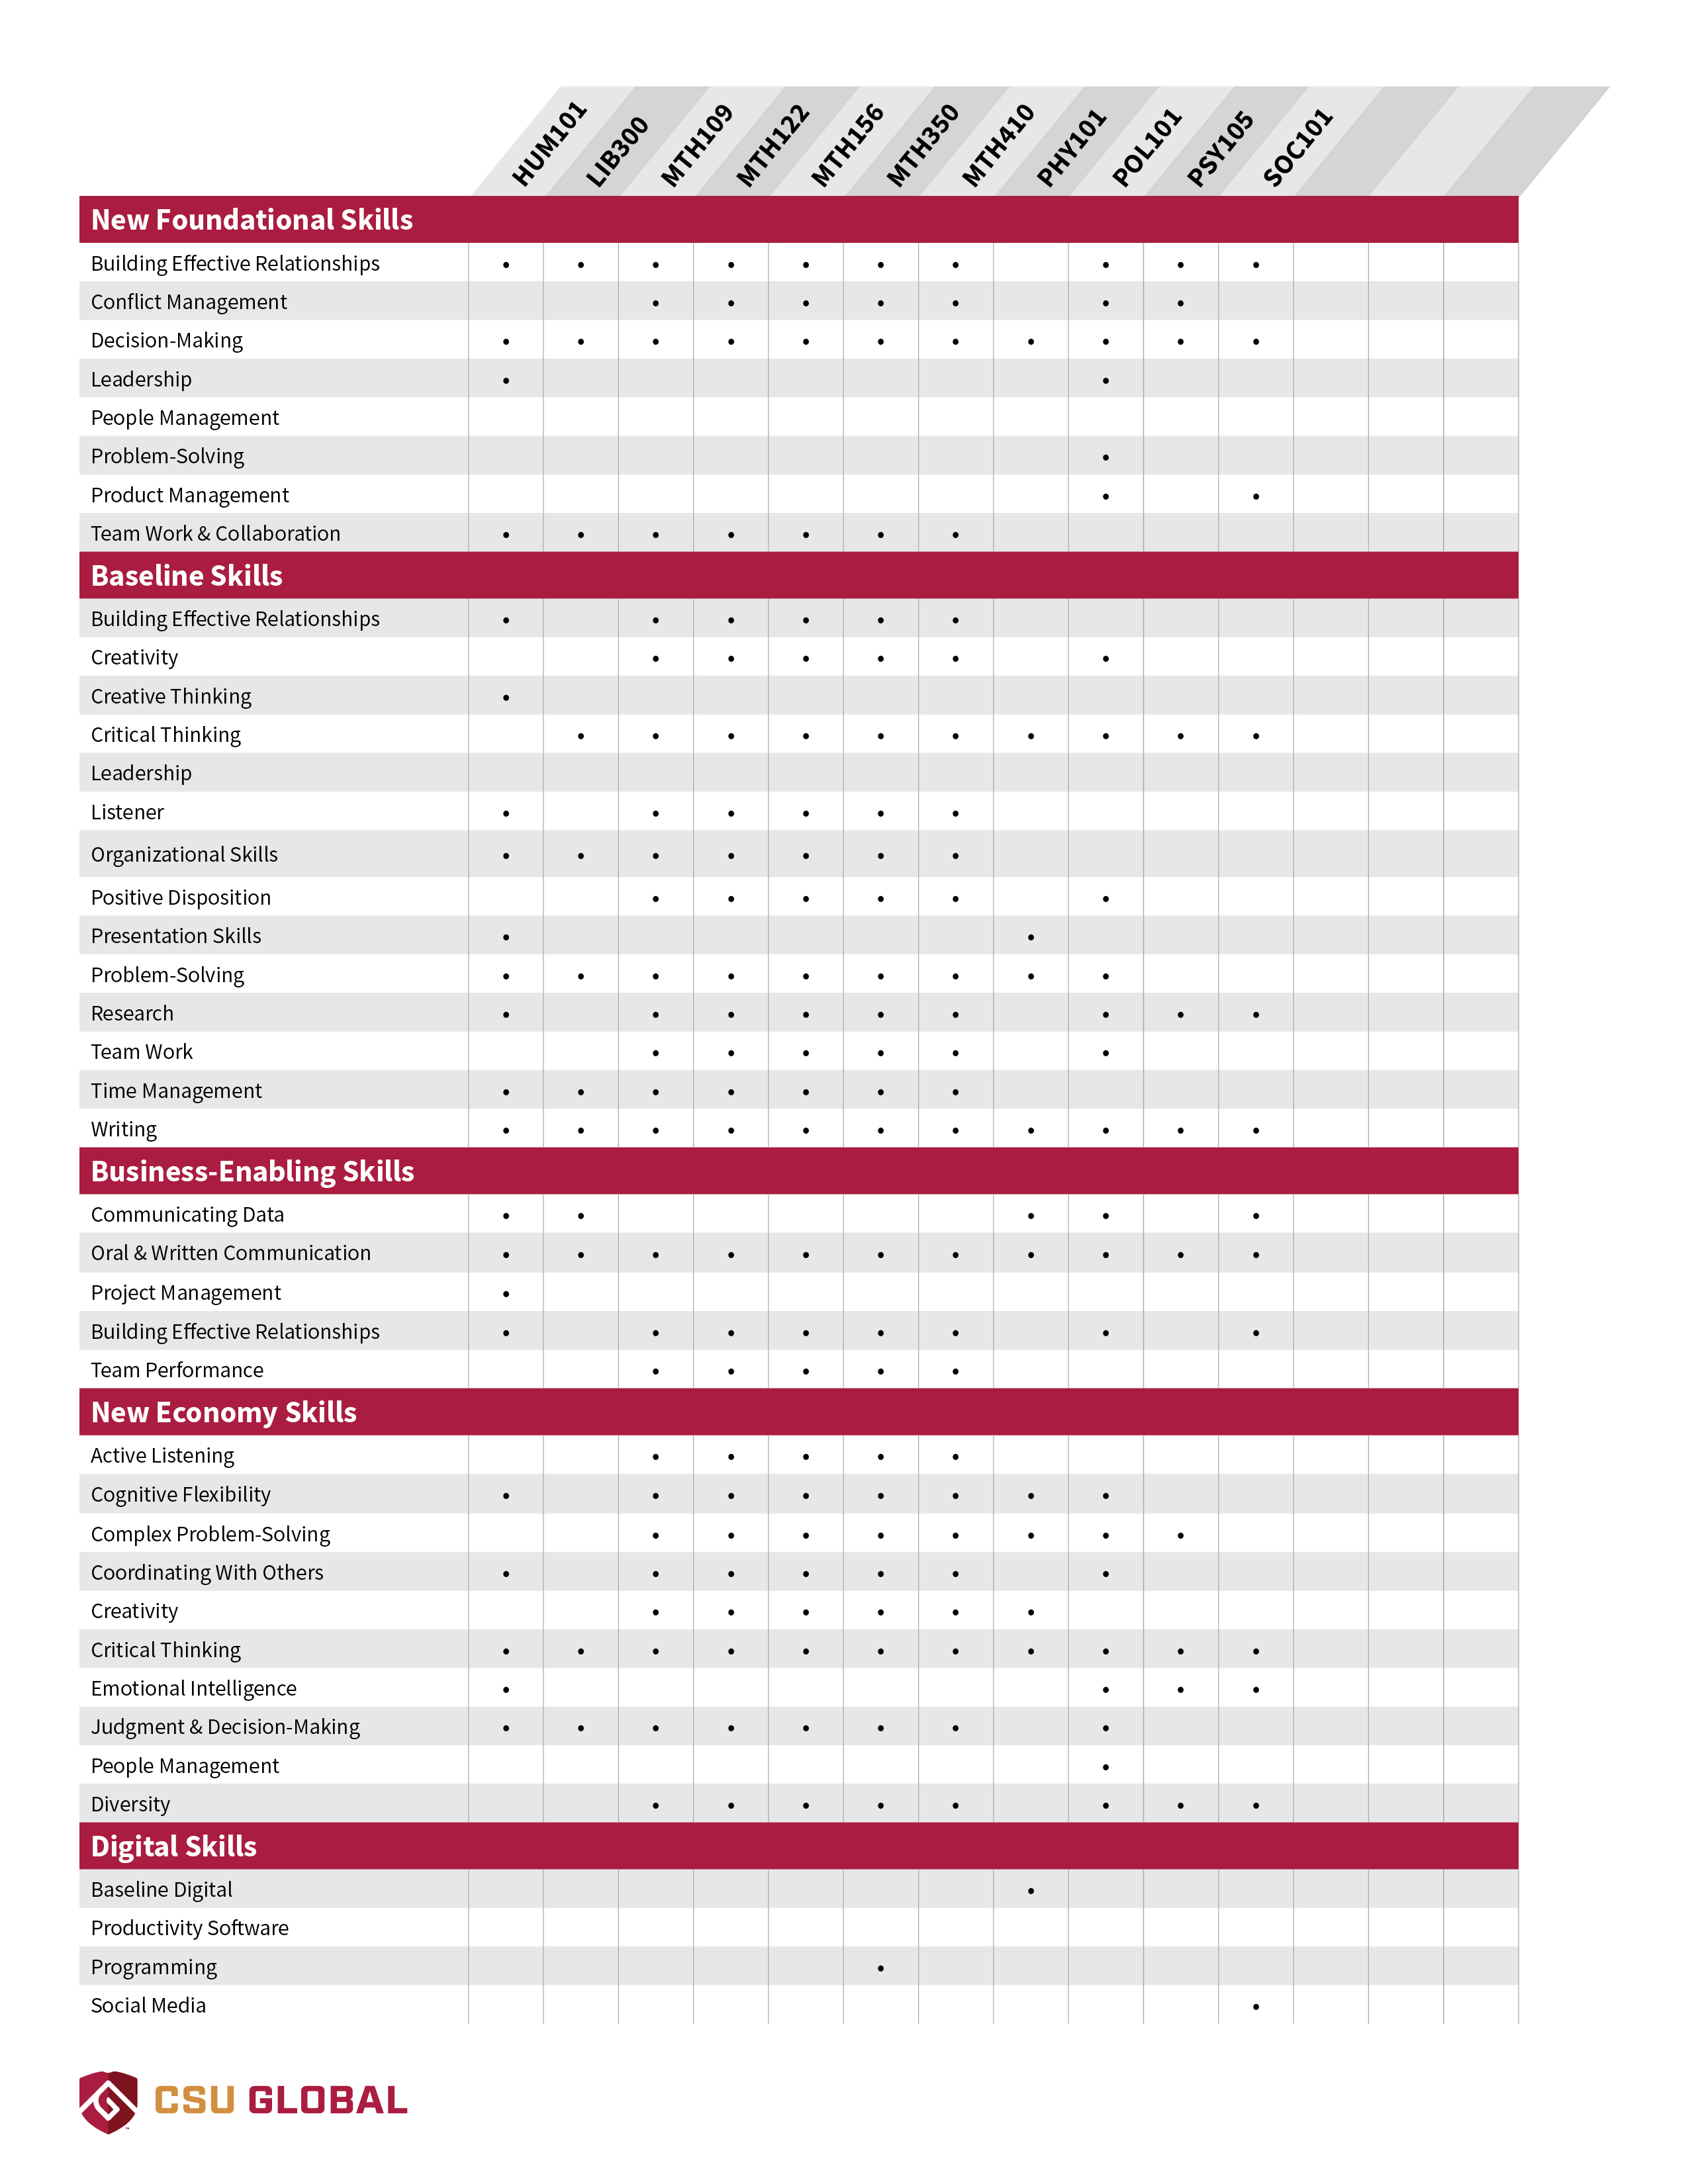 HUM101 LIB300 MTH109 MTH122 MTH156 MTH350 MTH410 PHY101 POL101 PSY105 SOC101
New Foundational Skills
Building Effective Relationships • • • • • • • • • •
Conflict Management • • • • • • •
Decision-Making • • • • • • • • • • •
Leadership • •
People Management
Problem-Solving •
Product Management • •
Team Work & Collaboration • • • • • • •
Baseline Skills
Building Effective Relationships • • • • • •
Creativity • • • • • •
Creative Thinking •
Critical Thinking • • • • • • • • • •
Leadership
Listener • • • • • •
Organizational Skills • • • • • • •
Positive Disposition • • • • • •
Presentation Skills • •
Problem-Solving • • • • • • • • •
Research • • • • • • • • •
Team Work • • • • • •
Time Management • • • • • • •
Writing • • • • • • • • • • •
Business-Enabling Skills
Communicating Data • • • • •
Oral & Written Communication • • • • • • • • • • •
Project Management •
Building Effective Relationships • • • • • • • •
Team Performance • • • • •
New Economy Skills
Active Listening • • • • •
Cognitive Flexibility • • • • • • • •
Complex Problem-Solving • • • • • • • •
Coordinating With Others • • • • • • •
Creativity • • • • • •
Critical Thinking • • • • • • • • • • •
Emotional Intelligence • • • •
Judgment & Decision-Making • • • • • • • •
People Management •
Diversity • • • • • • • •
Digital Skills
Baseline Digital •
Productivity Software
Programming •
Social Media •
CSU GLOBAL